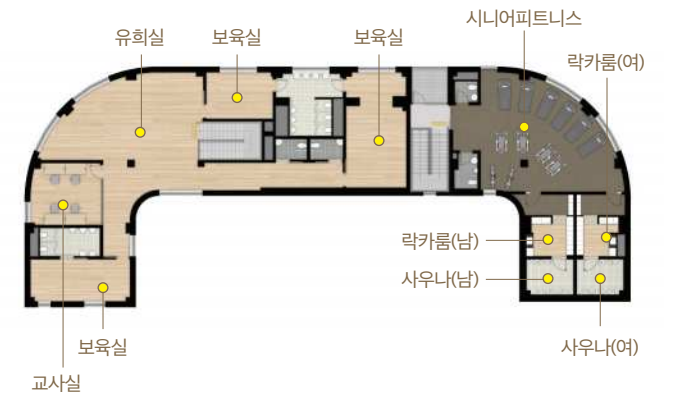 시니어피트니스
유희실
보육실
보육실
락카룸(여)
락카룸(남)
사우나(남)
보육실
사우나(여)
교사실